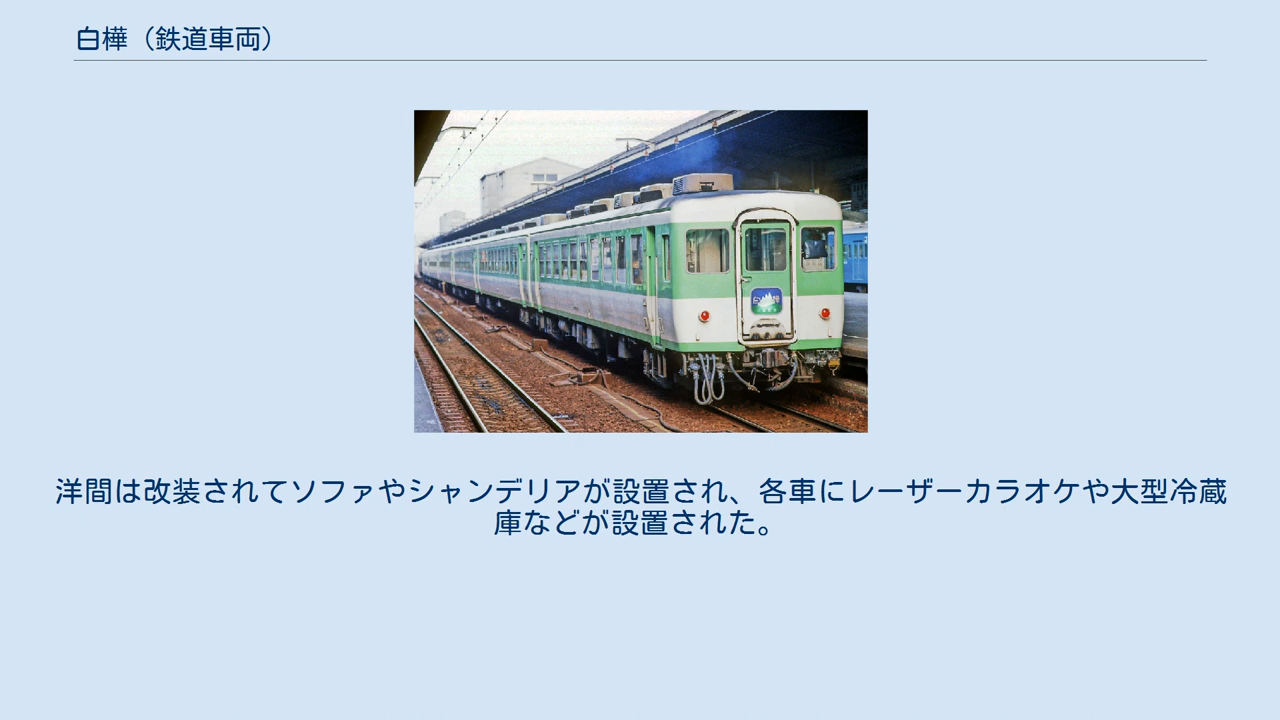 白樺（鉄道車両）
洋間は改装されてソファやシャンデリアが設置され、各車にレーザーカラオケや大型冷蔵
庫などが設置された。